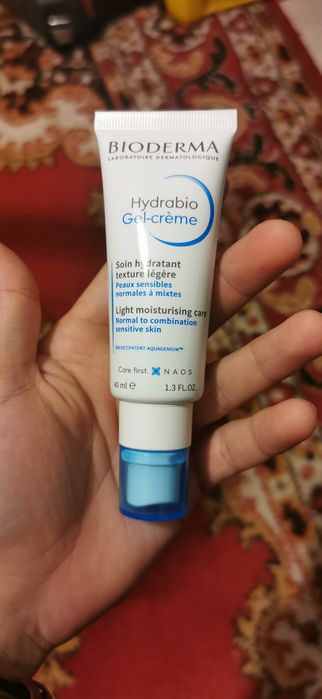 BIODERMA
LABORATOIRE DERMATOLOGIQUE
Hydrabio
Gel-crème
Soin hydratant
texture légère
Peaux sensibles
normales à mixtes
Light moisturising care
Normal to combination
sensitive skin
BREVET/PATENT AQUAGENIUM™
Care first. NAOS
40 ml e 1.3 FL.OZ.